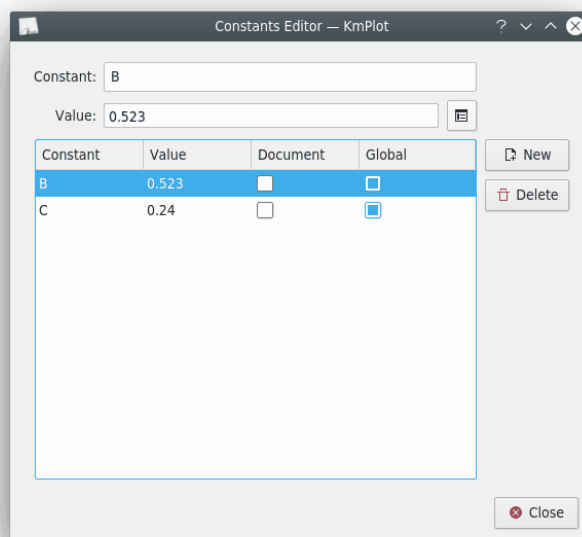 Constants Editor — KmPlot
?
Constant: B
Value: 0.523
Constant Value Document Global
New
B 0.523
Delete
C 0.24
Close